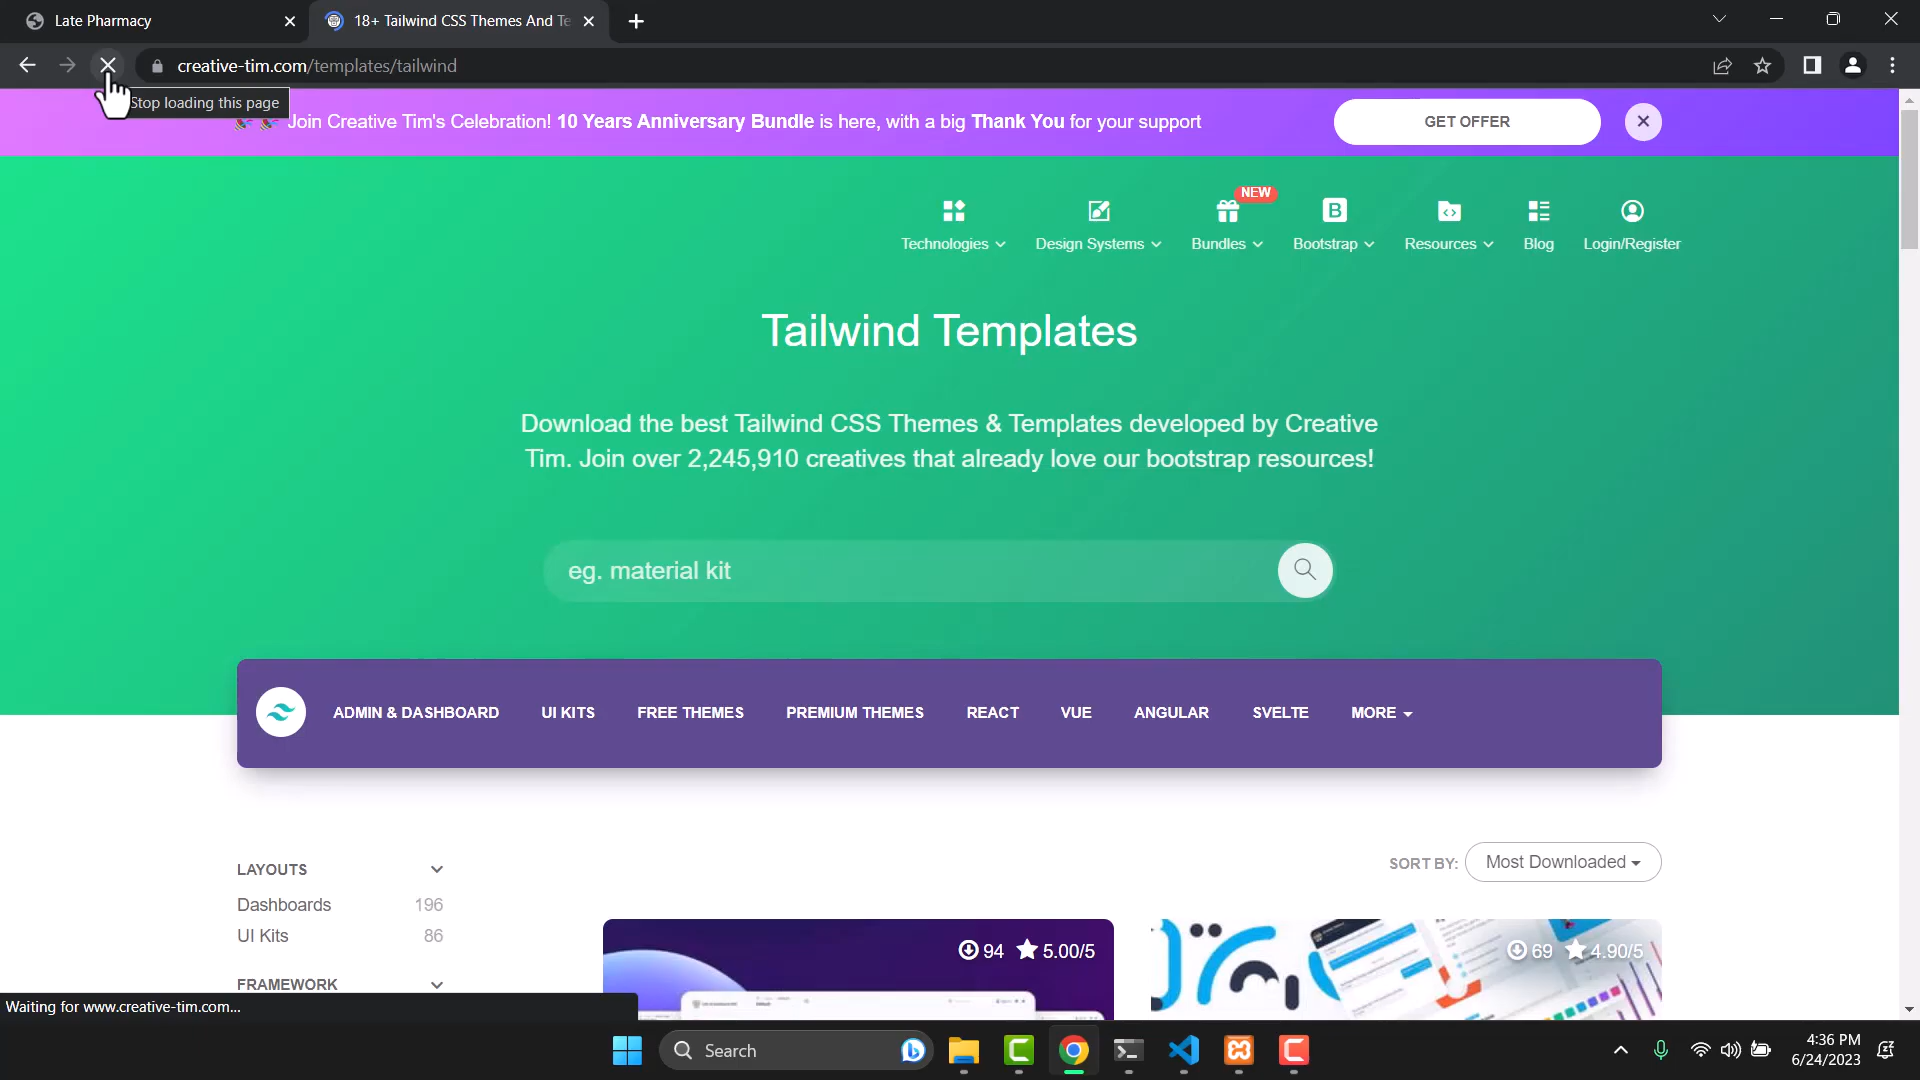 Late Pharmacy
18+ Tailwind CSS Themes And Te
creative-tim.com/templates/tailwind
Stop loading this page
Join Creative Tim's Celebration! 10 Years Anniversary Bundle is here, with a big Thank You for your support
GET OFFER
NEW
Technologies
Design Systems
Bundles
Bootstrap
Resources
Blog
Login/Register
Tailwind Templates
Download the best Tailwind CSS Themes & Templates developed by Creative
Tim. Join over 2,245,910 creatives that already love our bootstrap resources!
eg. material kit
ADMIN & DASHBOARD
UI KITS
FREE THEMES
PREMIUM THEMES
REACT
VUE
ANGULAR
SVELTE
MORE
SORT BY:
Most Downloaded
LAYOUTS
Dashboards 196
UI Kits 86
FRAMEWORK
94 5.00/5
69 4.90/5
Waiting for www.creative-tim.com...
Search
4:36 PM
6/24/2023